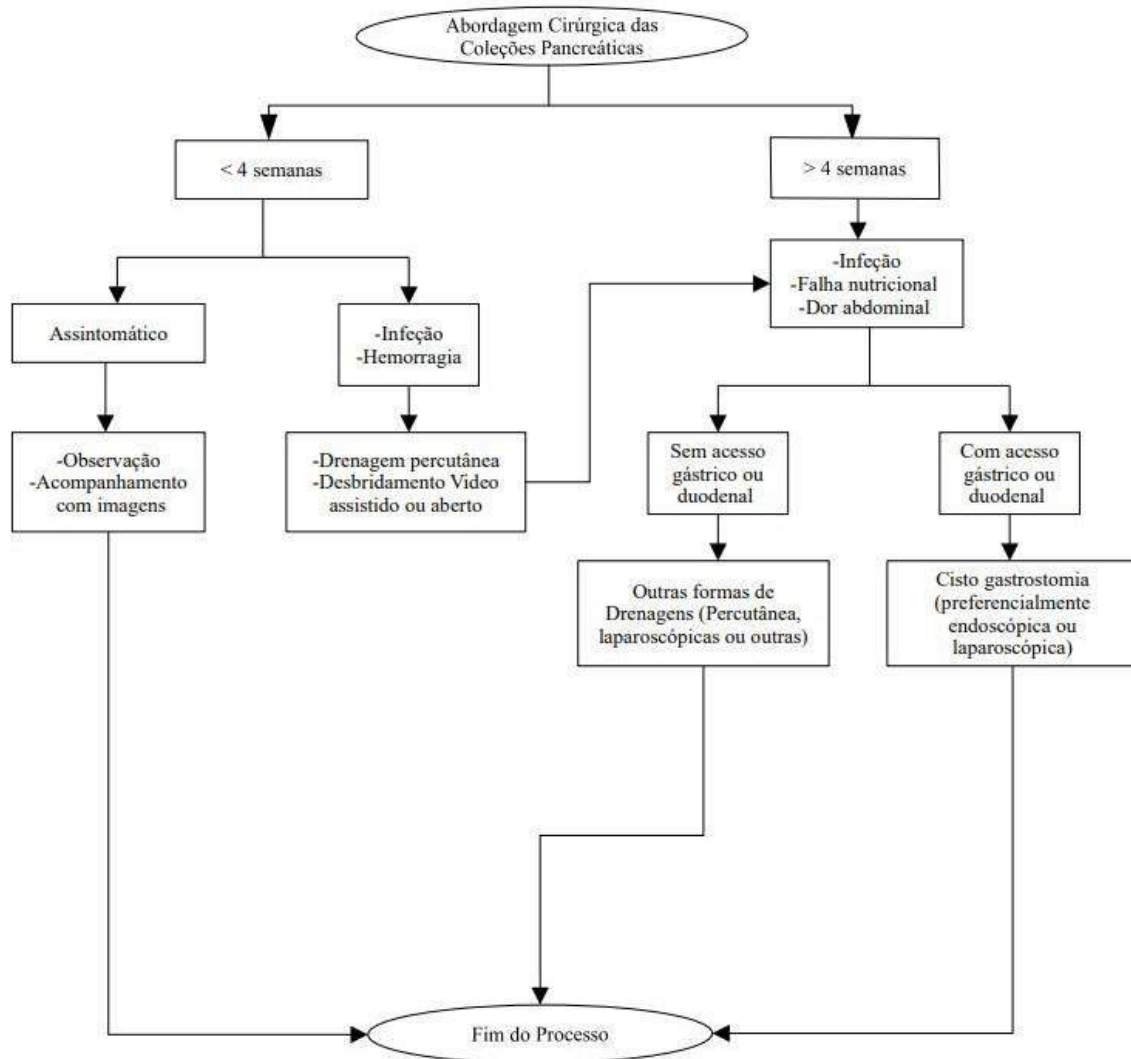 Abordagem Cirúrgica das
Coleções Pancreáticas
< 4 semanas
> 4 semanas
-Infeção
-Falha nutricional
-Dor abdominal
Assintomático
-Infeção
-Hemorragia
-Observação
-Acompanhamento
com imagens
-Drenagem percutânea
-Desbridamento Video
assistido ou aberto
Sem acesso
gástrico ou
duodenal
Com acesso
gástrico ou
duodenal
Outras formas de
Drenagens (Percutânea,
laparoscópicas ou outras)
Cisto gastrostomia
(preferencialmente
endoscópica ou
laparoscópica)
Fim do Processo